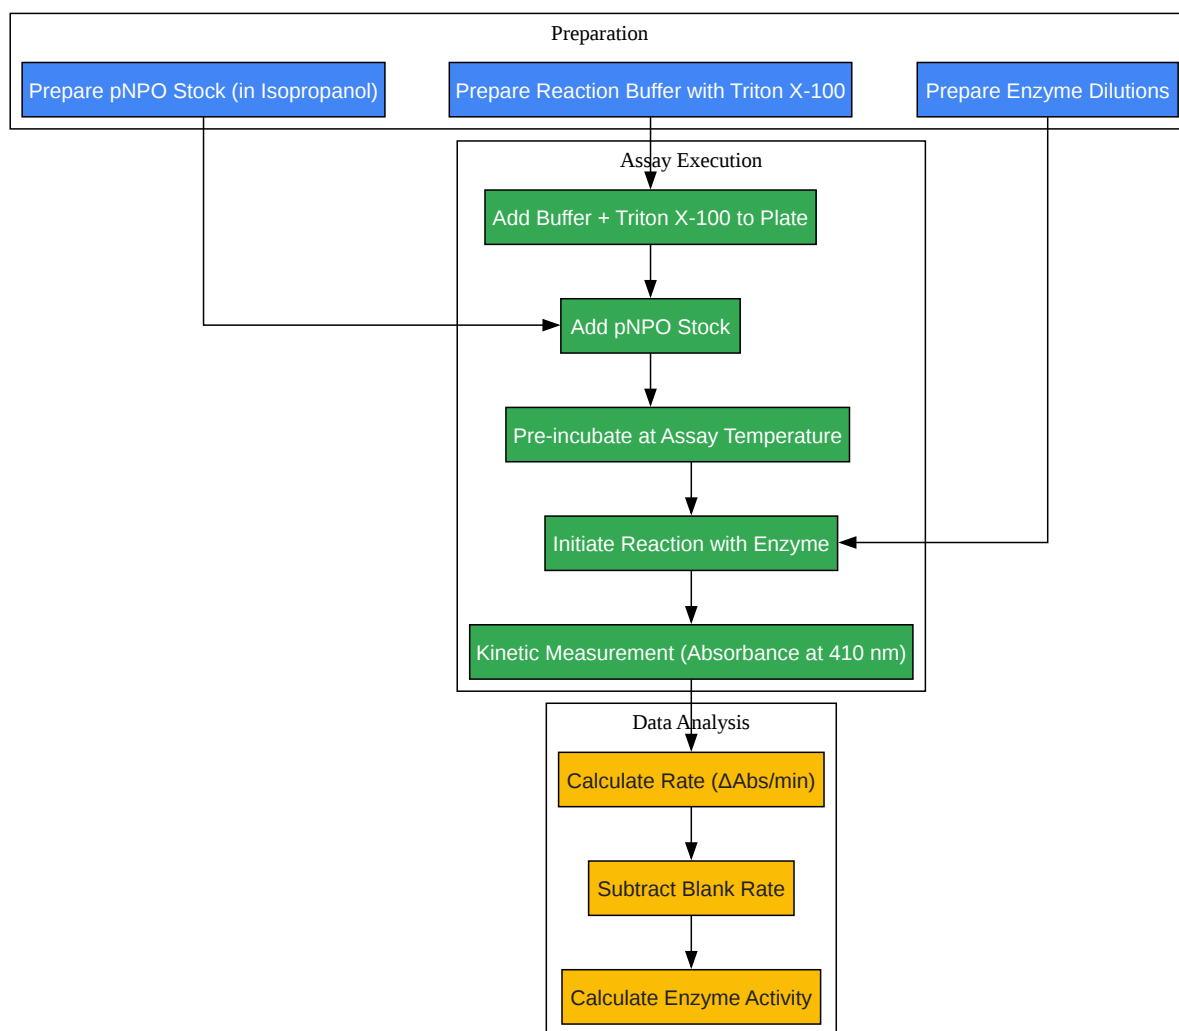 Preparation
Prepare pNPO Stock (in Isopropanol)
Prepare Reaction Buffer with Triton X-100
Prepare Enzyme Dilutions
Assay Execution
Add Buffer + Triton X-100 to Plate
Add pNPO Stock
Pre-incubate at Assay Temperature
Initiate Reaction with Enzyme
Kinetic Measurement (Absorbance at 410 nm)
Data Analysis
Calculate Rate (ΔAbs/min)
Subtract Blank Rate
Calculate Enzyme Activity